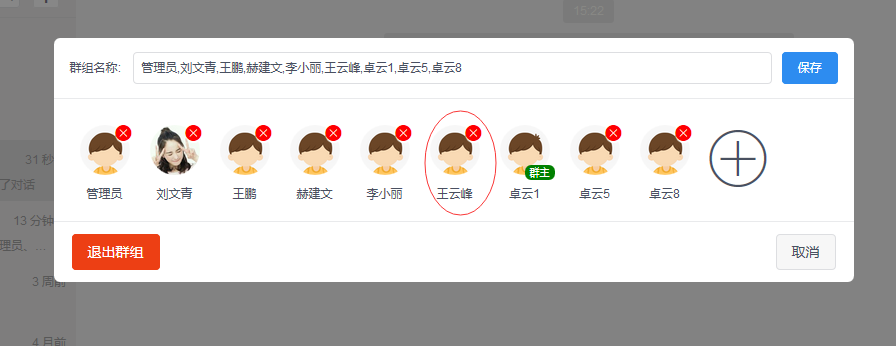 15:22
群组名称:
管理员,刘文青,王鹏,赫建文,李小丽,王云峰,卓云1,卓云5,卓云8
保存
31 秒
了对话
13 分钟
理员、...
3 周前
4 月前
群主
管理员 刘文青 王鹏 赫建文 李小丽 王云峰 卓云1 卓云5 卓云8
退出群组
取消